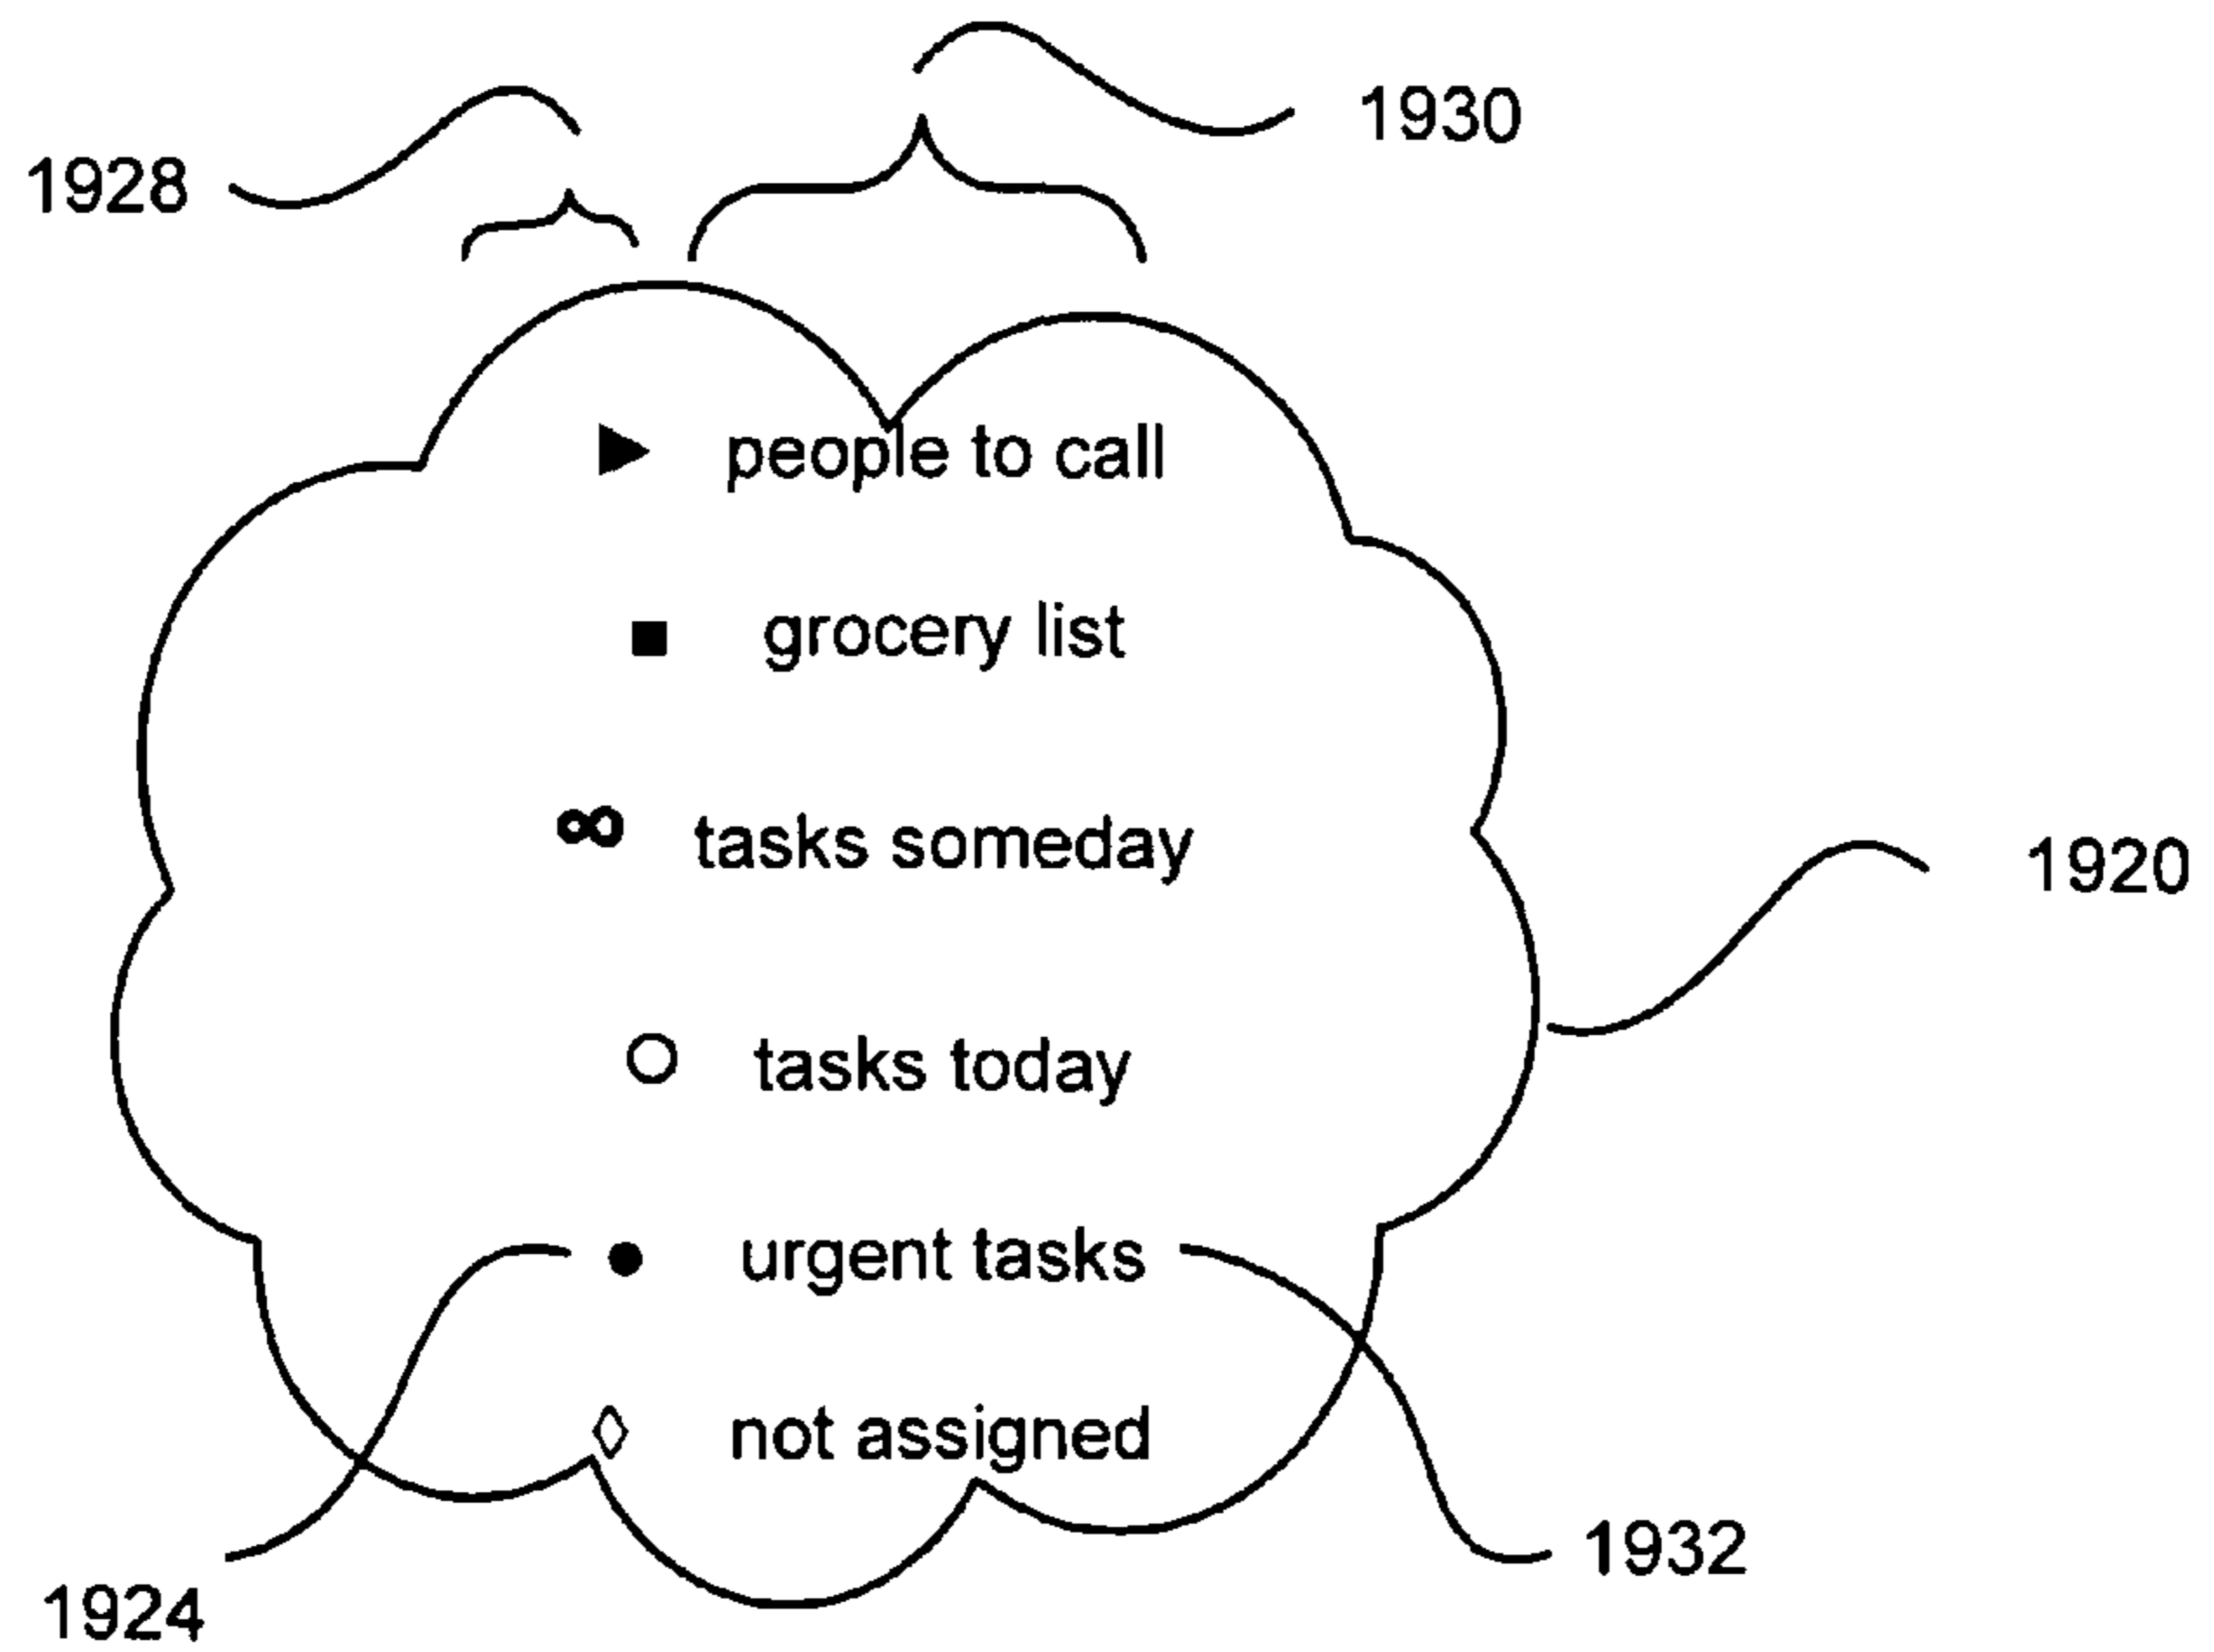 1930
1928
▶ people to call
■ grocery list
∞ tasks someday
1920
○ tasks today
● urgent tasks
◊ not assigned
1932
1924